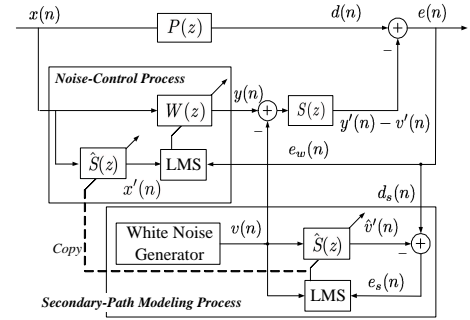 x(n)
P(z)
d(n)
+
e(n)
−
Noise-Control Process
W(z)
y(n)
+
−
S(z)
y′(n) − v′(n)
Ŝ(z)
LMS
x′(n)
e_w(n)
d_s(n)
White Noise
Generator
v(n)
Ŝ(z)
v̂′(n)
+
−
Copy
LMS
e_s(n)
Secondary-Path Modeling Process